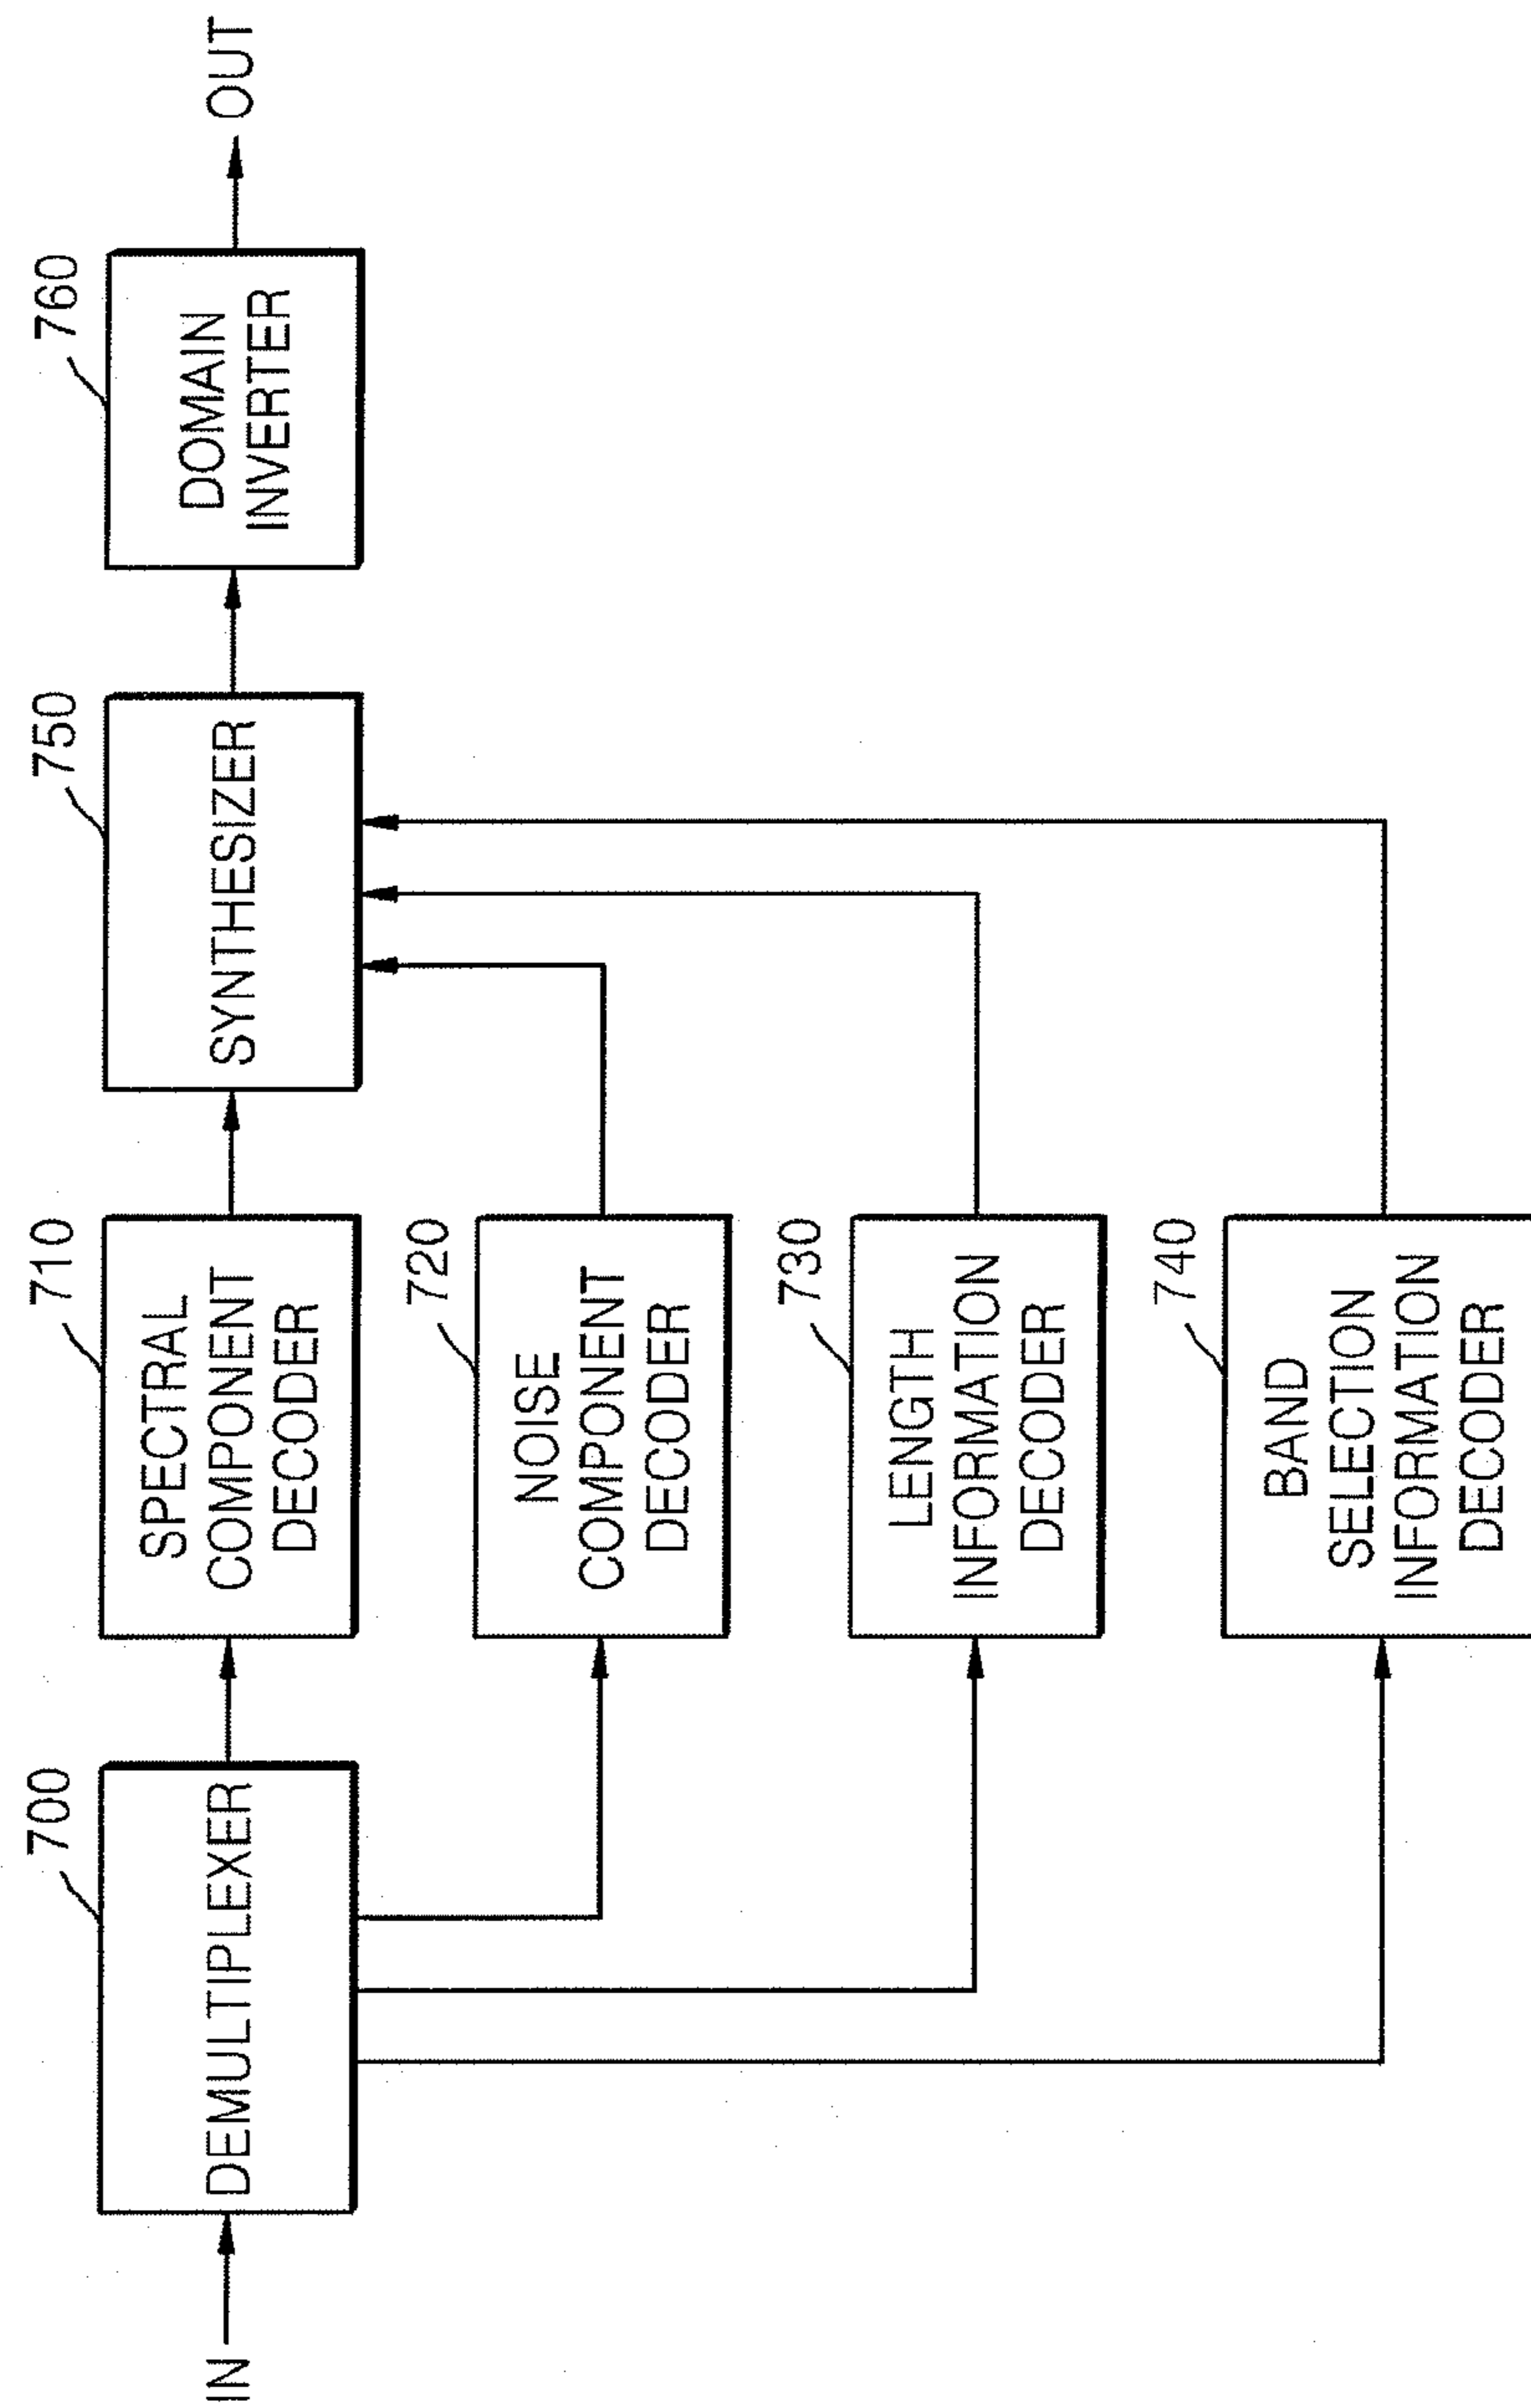 IN
700
DEMULTIPLEXER
710
SPECTRAL
COMPONENT
DECODER
720
NOISE
COMPONENT
DECODER
730
LENGTH
INFORMATION
DECODER
740
BAND
SELECTION
INFORMATION
DECODER
750
SYNTHESIZER
760
DOMAIN
INVERTER
OUT